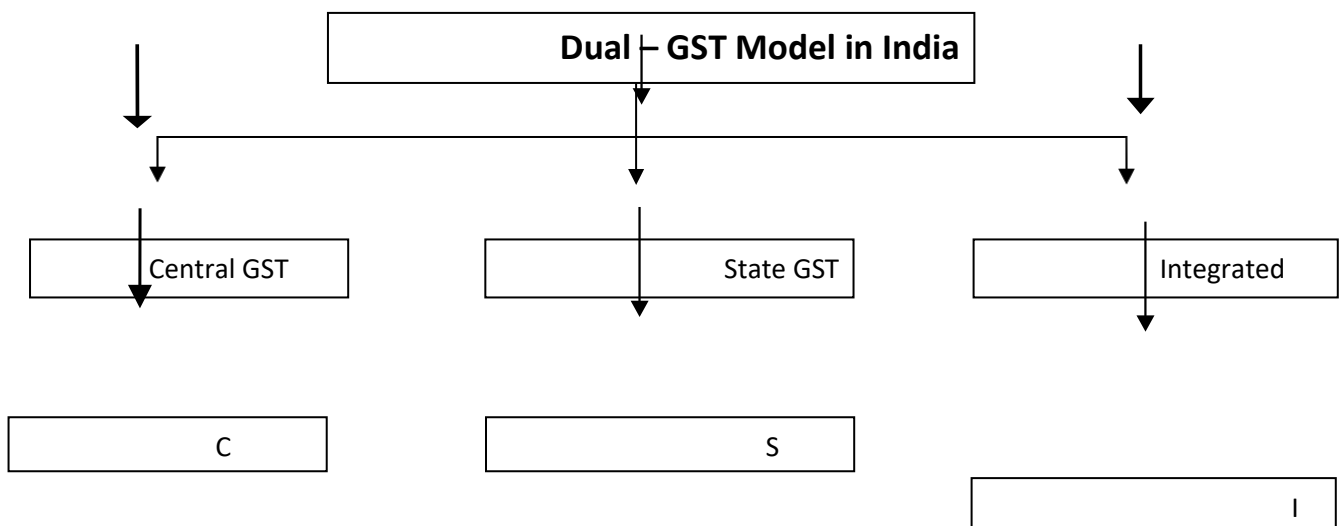 Dual – GST Model in India
Central GST
State GST
Integrated
C
S
I